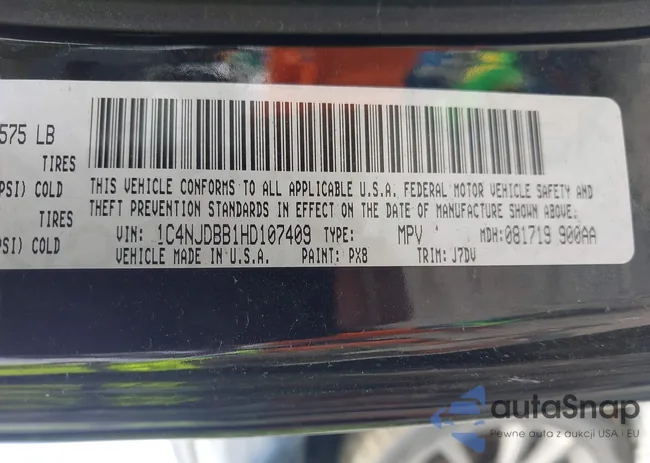 575 LB
TIRES
PSI) COLD
TIRES
PSI) COLD
THIS VEHICLE CONFORMS TO ALL APPLICABLE U.S.A. FEDERAL MOTOR VEHICLE SAFETY AND
THEFT PREVENTION STANDARDS IN EFFECT ON THE DATE OF MANUFACTURE SHOWN ABOVE.
VIN: 1C4NJDBB1HD107409 TYPE: MPV MDH: 081719 900AA
VEHICLE MADE IN U.S.A. PAINT: PX8 TRIM: J7DV
autaSnap
Pewne auta z aukcji USA i EU